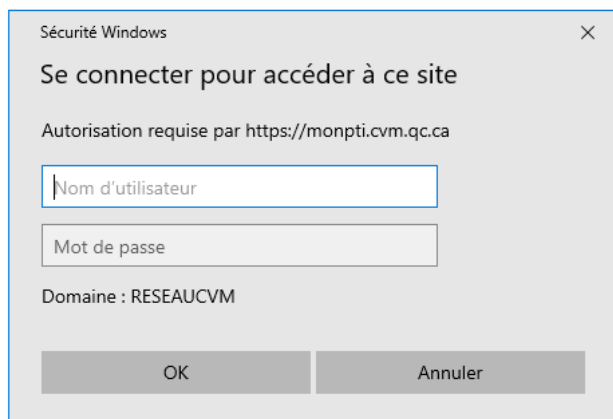 Sécurité Windows
Se connecter pour accéder à ce site
Autorisation requise par https://monpti.cvm.qc.ca
Nom d'utilisateur
Mot de passe
Domaine : RESEAUCVM
OK Annuler